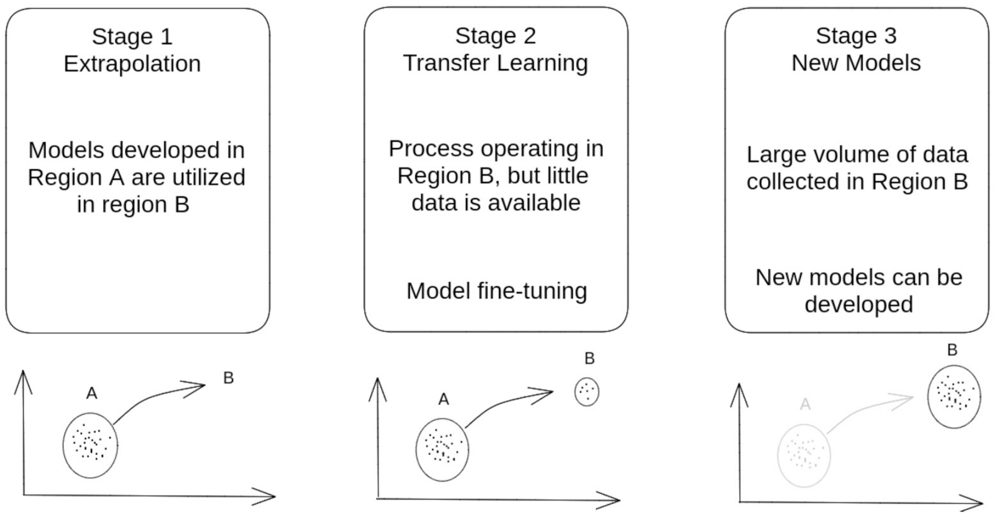 Stage 1
Extrapolation
Models developed in
Region A are utilized
in region B
A
B
Stage 2
Transfer Learning
Process operating in
Region B, but little
data is available
Model fine-tuning
A
B
Stage 3
New Models
Large volume of data
collected in Region B
New models can be
developed
A
B